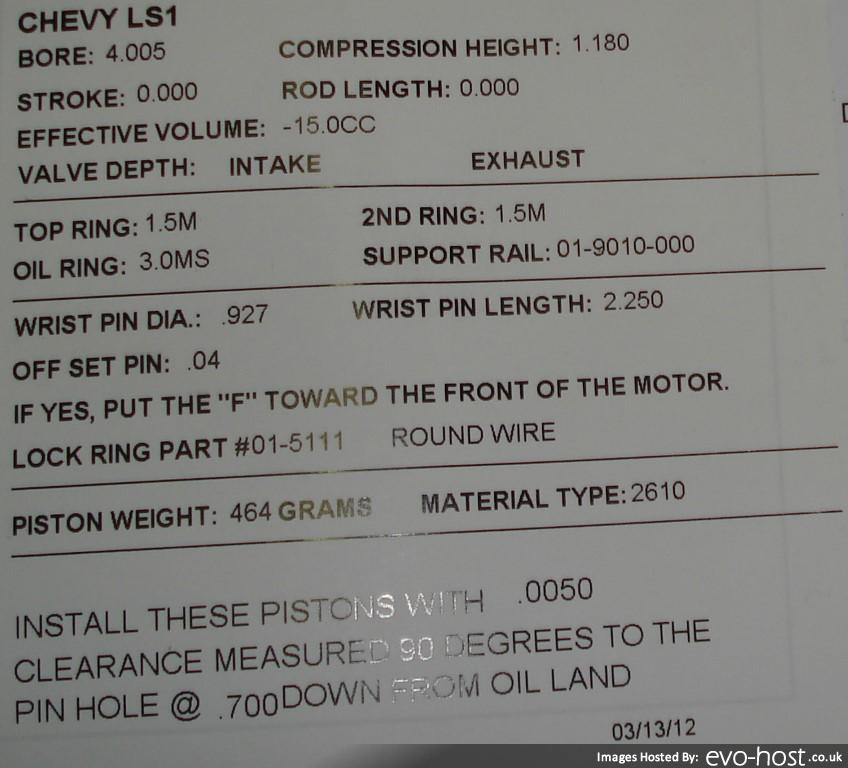 CHEVY LS1
BORE: 4.005 COMPRESSION HEIGHT: 1.180
STROKE: 0.000 ROD LENGTH: 0.000
EFFECTIVE VOLUME: -15.0CC
VALVE DEPTH: INTAKE EXHAUST
TOP RING: 1.5M 2ND RING: 1.5M
OIL RING: 3.0MS SUPPORT RAIL: 01-9010-000
WRIST PIN DIA.: .927 WRIST PIN LENGTH: 2.250
OFF SET PIN: .04
IF YES, PUT THE "F" TOWARD THE FRONT OF THE MOTOR.
LOCK RING PART #01-5111 ROUND WIRE
PISTON WEIGHT: 464 GRAMS MATERIAL TYPE: 2610
INSTALL THESE PISTONS WITH .0050
CLEARANCE MEASURED 90 DEGREES TO THE
PIN HOLE @ .700 DOWN FROM OIL LAND
03/13/12
Images Hosted By: evo-host.co.uk